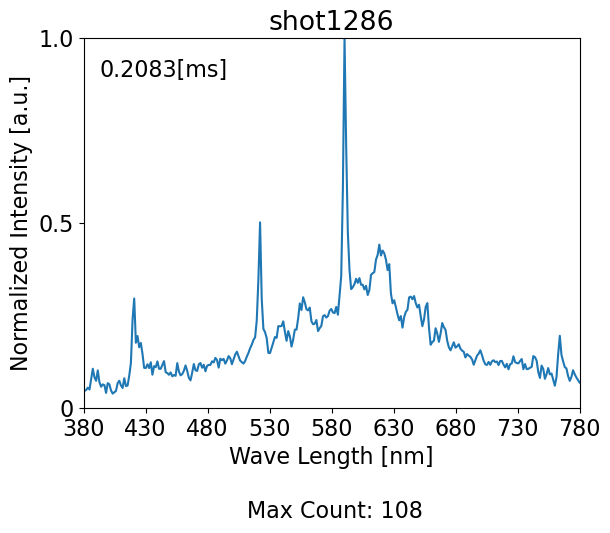 shot1286
1.0
0.2083[ms]
0.5
0
Normalized Intensity [a.u.]
380 430 480 530 580 630 680 730 780
Wave Length [nm]
Max Count: 108